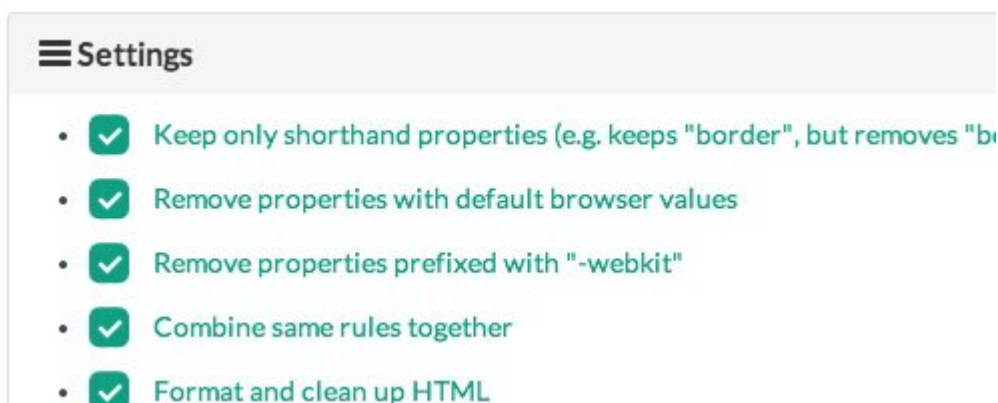 Settings
Keep only shorthand properties (e.g. keeps "border", but removes "b
Remove properties with default browser values
Remove properties prefixed with "-webkit"
Combine same rules together
Format and clean up HTML